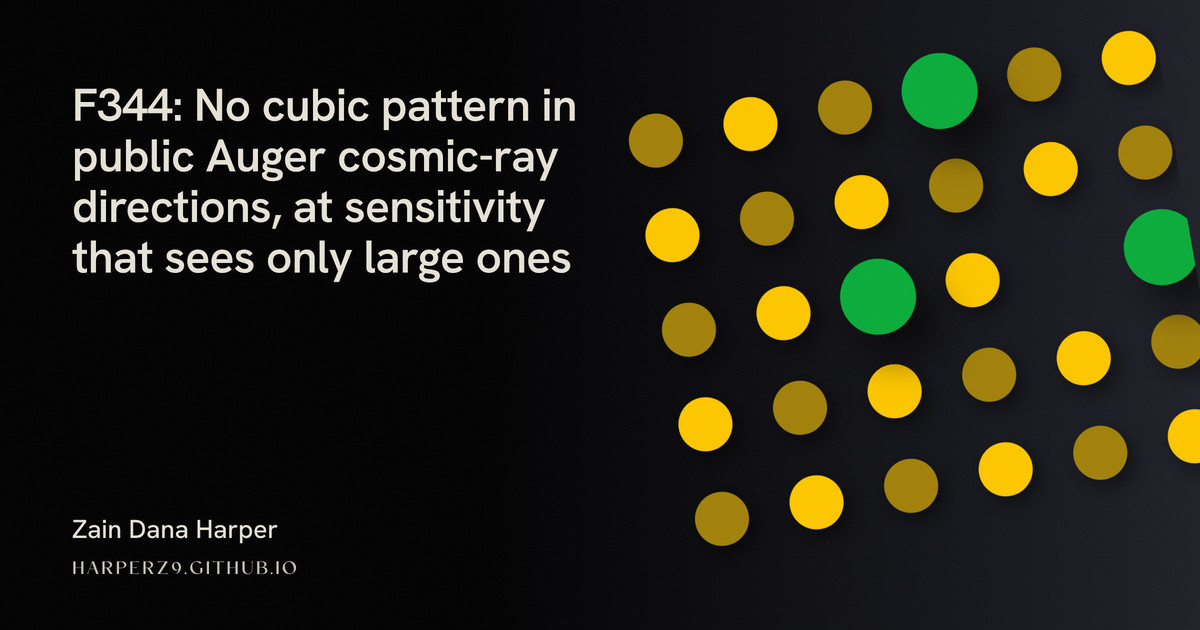 F344: No cubic pattern in
public Auger cosmic-ray
directions, at sensitivity
that sees only large ones
Zain Dana Harper
HARPERZ9.GITHUB.IO